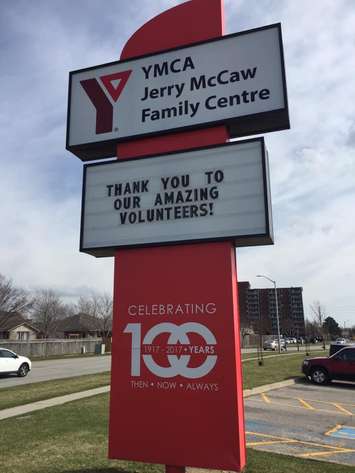 YMCA
Jerry McCaw
Family Centre
THANK YOU TO
OUR AMAZING
VOLUNTEERS!
CELEBRATING
100
1917 - 2017 • YEARS
THEN • NOW • ALWAYS